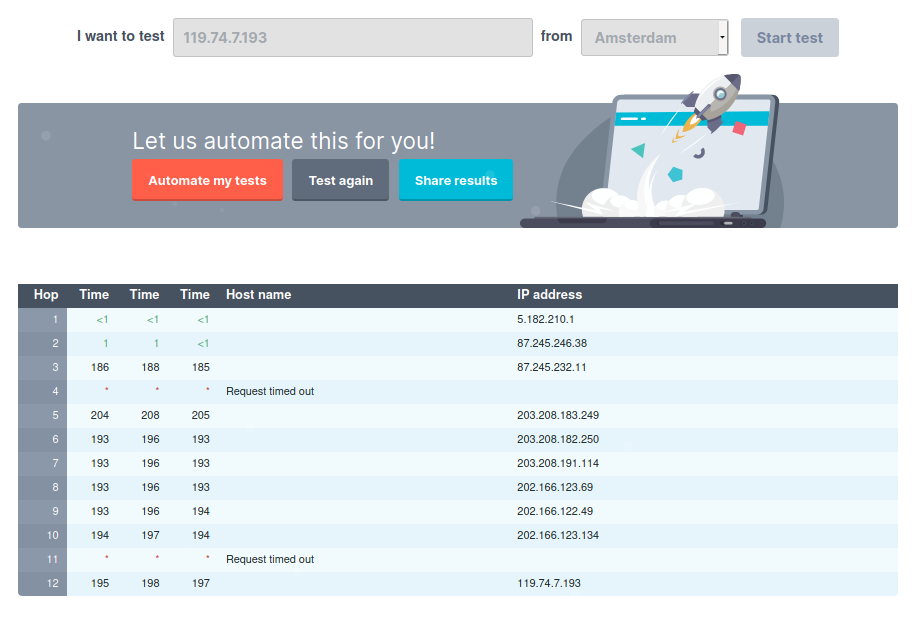 I want to test 119.74.7.193 from Amsterdam Start test
Let us automate this for you!
Automate my tests Test again Share results
Hop Time Time Time Host name IP address
1 <1 <1 <1 5.182.210.1
2 1 1 <1 87.245.246.38
3 186 188 185 87.245.232.11
4 * * * Request timed out
5 204 208 205 203.208.183.249
6 193 196 193 203.208.182.250
7 193 196 193 203.208.191.114
8 193 196 193 202.166.123.69
9 193 196 194 202.166.122.49
10 194 197 194 202.166.123.134
11 * * * Request timed out
12 195 198 197 119.74.7.193